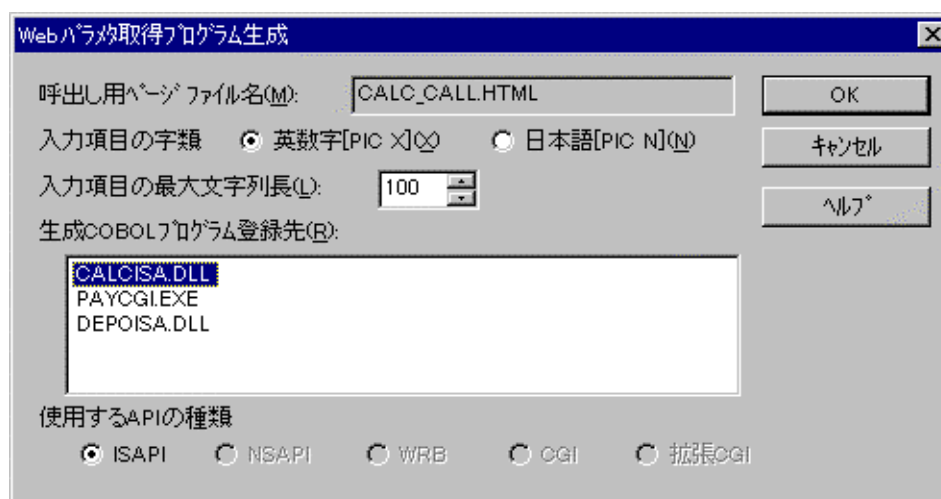 Webﾊﾟﾗﾒﾀ取得ﾌﾟﾛｸﾞﾗﾑ生成
呼出し用ﾍﾟｰｼﾞﾌｧｲﾙ名(M): CALC_CALL.HTML OK
入力項目の字類 英数字[PIC X](X) 日本語[PIC N](N) ｷｬﾝｾﾙ
入力項目の最大文字列長(L): 100 ﾍﾙﾌﾟ
生成COBOLﾌﾟﾛｸﾞﾗﾑ登録先(R):
CALCISA.DLL
PAYCGI.EXE
DEPOISA.DLL
使用するAPIの種類
ISAPI NSAPI WRB CGI 拡張CGI